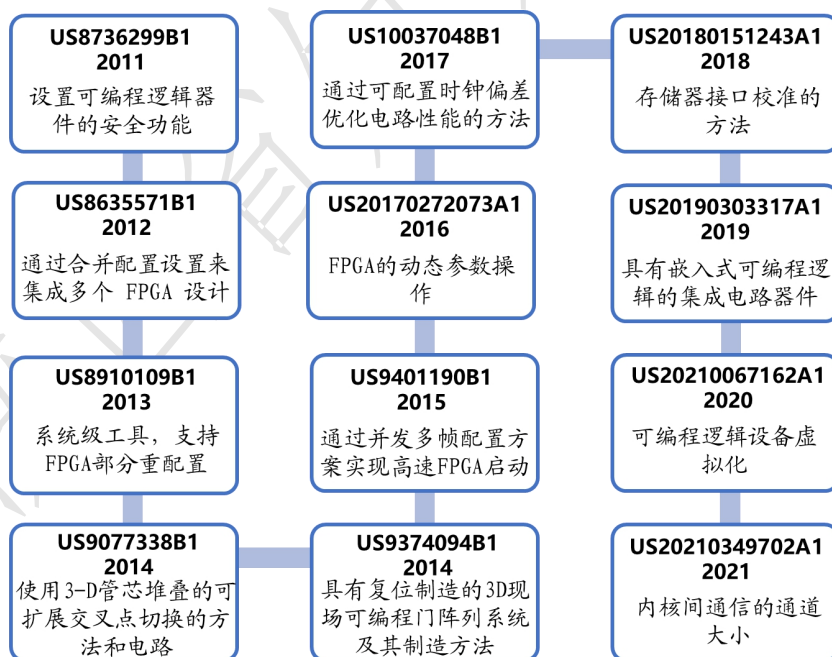 US8736299B1
2011
设置可编程逻辑器
件的安全功能
US8635571B1
2012
通过合并配置设置来
集成多个 FPGA 设计
US8910109B1
2013
系统级工具，支持
FPGA部分重配置
US9077338B1
2014
使用3-D管芯堆叠的可
扩展交叉点切换的方
法和电路
US9374094B1
2014
具有复位制造的3D现
场可编程门阵列系统
及其制造方法
US9401190B1
2015
通过并发多帧配置方
案实现高速FPGA启动
US20170272073A1
2016
FPGA的动态参数操
作
US10037048B1
2017
通过可配置时钟偏差
优化电路性能的方法
US20180151243A1
2018
存储器接口校准的
方法
US20190303317A1
2019
具有嵌入式可编程逻
辑的集成电路器件
US20210067162A1
2020
可编程逻辑设备虚
拟化
US20210349702A1
2021
内核间通信的通道
大小